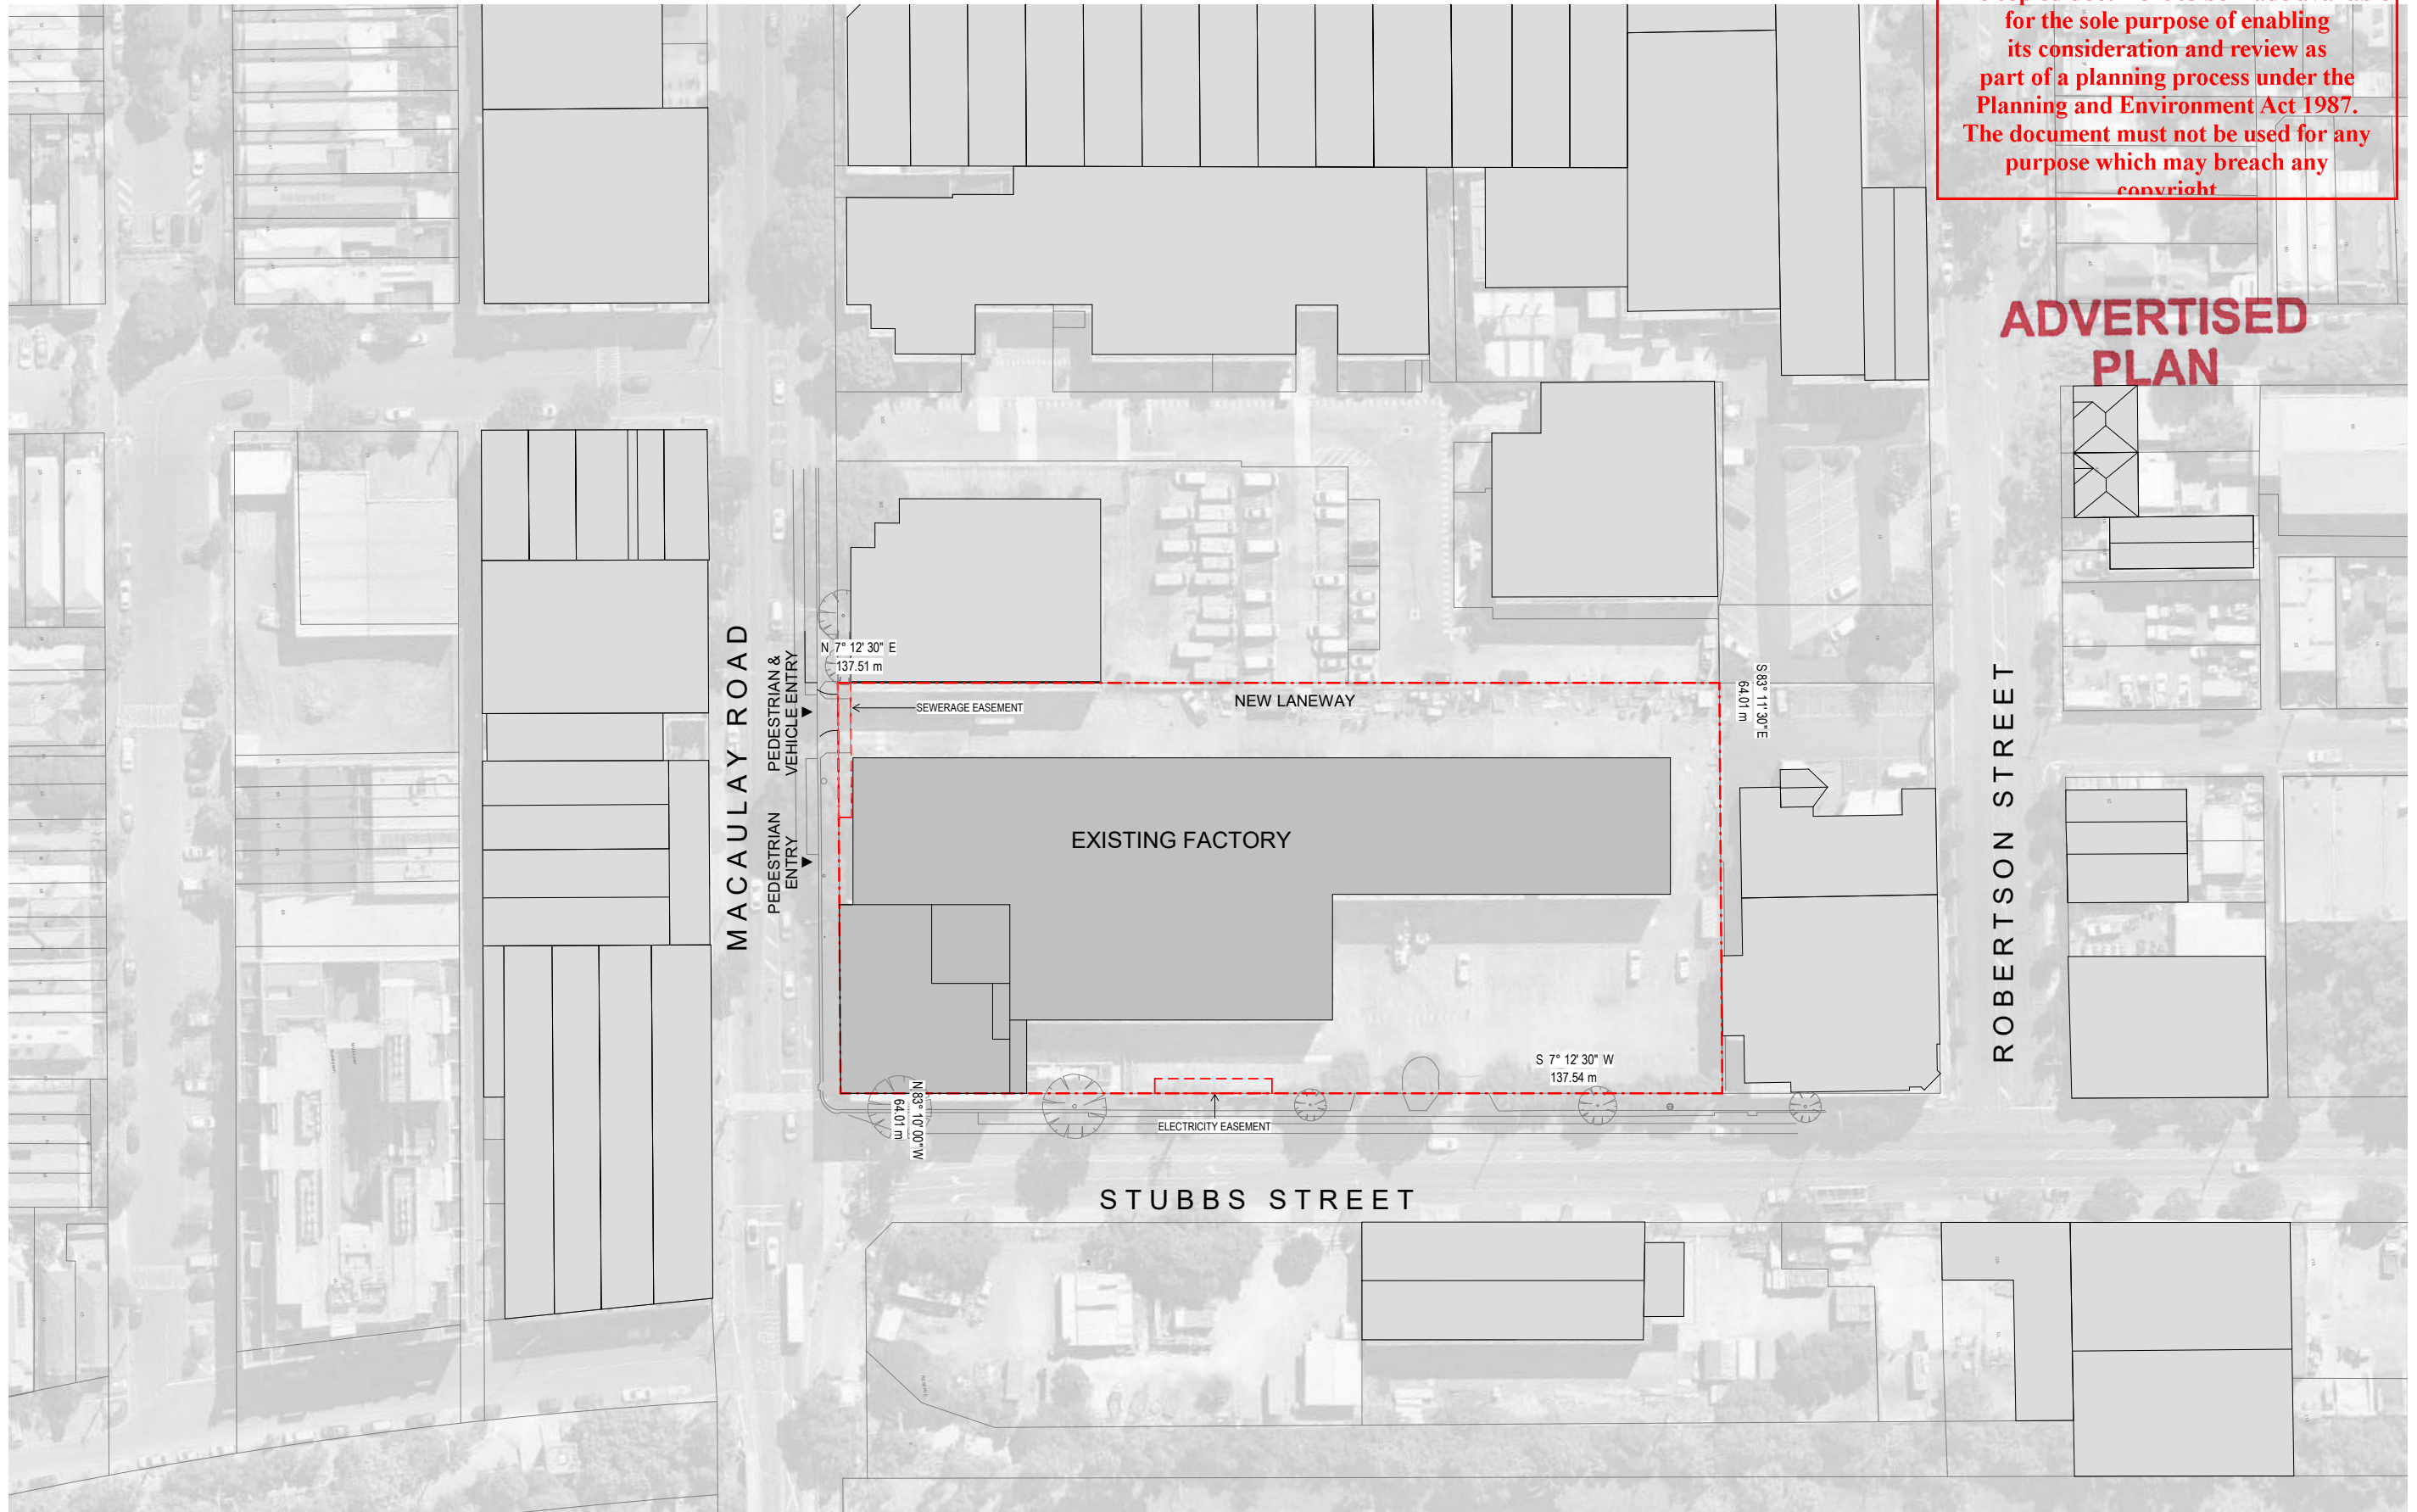 for the sole purpose of enabling
its consideration and review as
part of a planning process under the
Planning and Environment Act 1987.
The document must not be used for any
purpose which may breach any
copyright
ADVERTISED
PLAN
MACAULAY ROAD
PEDESTRIAN &
VEHICLE ENTRY
PEDESTRIAN
ENTRY
N 7° 12' 30" E
137.51 m
SEWERAGE EASEMENT
NEW LANEWAY
S83° 11' 30"E
64.01 m
ROBERTSON STREET
EXISTING FACTORY
S 7° 12' 30" W
137.54 m
N83° 10' 00"W
64.01 m
ELECTRICITY EASEMENT
STUBBS STREET